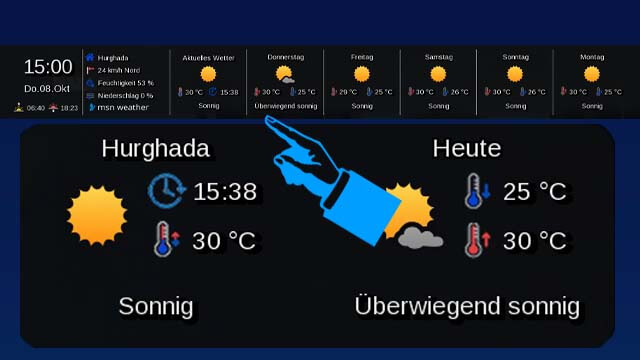 15:00
Do.08.Okt
06:40 18:23
Hurghada
24 km/h Nord
Feuchtigkeit 53 %
Niederschlag 0 %
msn weather
Aktuelles Wetter
30 °C 15:38
Sonnig
Donnerstag
30 °C 25 °C
Überwiegend sonnig
Freitag
29 °C 25 °C
Sonnig
Samstag
30 °C 26 °C
Sonnig
Sonntag
30 °C 26 °C
Sonnig
Montag
30 °C 25 °C
Sonnig
Hurghada
15:38
30 °C
Sonnig
Heute
25 °C
30 °C
Überwiegend sonnig